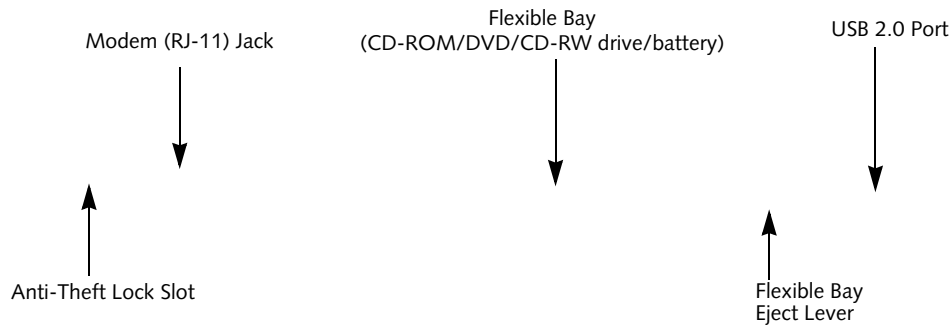 Modem (RJ-11) Jack
Flexible Bay
(CD-ROM/DVD/CD-RW drive/battery)
USB 2.0 Port
Anti-Theft Lock Slot
Flexible Bay
Eject Lever